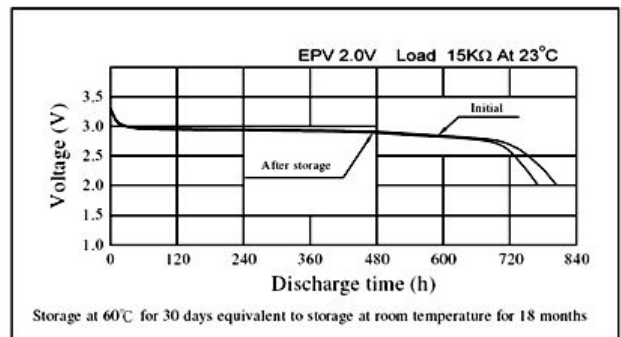 EPV 2.0V Load 15KΩ At 23°C
Voltage (V)
3.5
3.0
2.5
2.0
1.5
1.0
Initial
After storage
0 120 240 360 480 600 720 840
Discharge time (h)
Storage at 60℃ for 30 days equivalent to storage at room temperature for 18 months